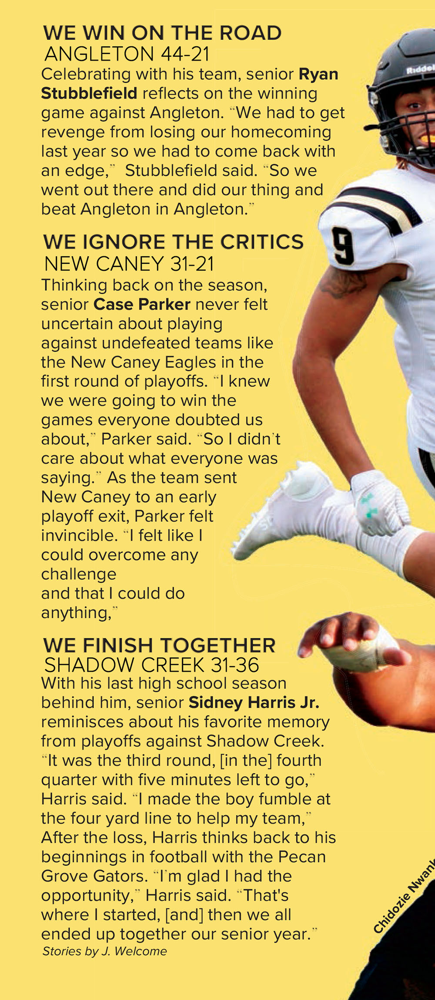 WE WIN ON THE ROAD
ANGLETON 44-21
Celebrating with his team, senior Ryan
Stubblefield reflects on the winning
game against Angleton. “We had to get
revenge from losing our homecoming
last year so we had to come back with
an edge,”  Stubblefield said. “So we
went out there and did our thing and
beat Angleton in Angleton.”
WE IGNORE THE CRITICS
NEW CANEY 31-21
Thinking back on the season,
senior Case Parker never felt
uncertain about playing
against undefeated teams like
the New Caney Eagles in the
first round of playoffs. “I knew
we were going to win the
games everyone doubted us
about,” Parker said. “So I didn’t
care about what everyone was
saying.” As the team sent
New Caney to an early
playoff exit, Parker felt
invincible. “I felt like I
could overcome any
challenge
and that I could do
anything,”
WE FINISH TOGETHER
SHADOW CREEK 31-36
With his last high school season
behind him, senior Sidney Harris Jr.
reminisces about his favorite memory
from playoffs against Shadow Creek.
“It was the third round, [in the] fourth
quarter with five minutes left to go,”
Harris said. “I made the boy fumble at
the four yard line to help my team,”
After the loss, Harris thinks back to his
beginnings in football with the Pecan
Grove Gators. “I’m glad I had the
opportunity,” Harris said. “That's
where I started, [and] then we all
ended up together our senior year.”
Stories by J. Welcome
Riddel
9
Chidozie Nwank